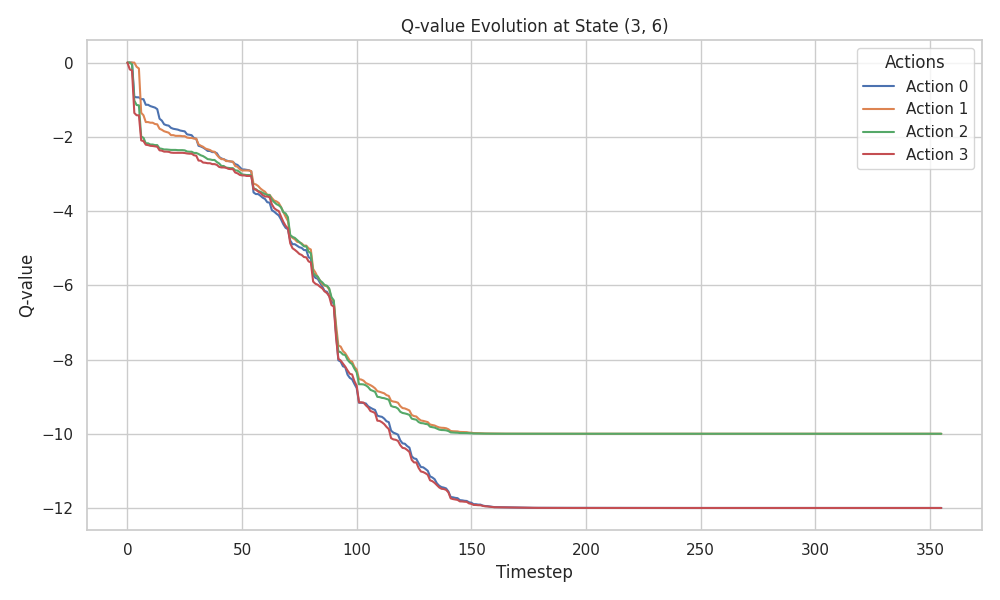 Q-value Evolution at State (3, 6)
Actions
Action 0
Action 1
Action 2
Action 3
Q-value
0
−2
−4
−6
−8
−10
−12
0 50 100 150 200 250 300 350
Timestep